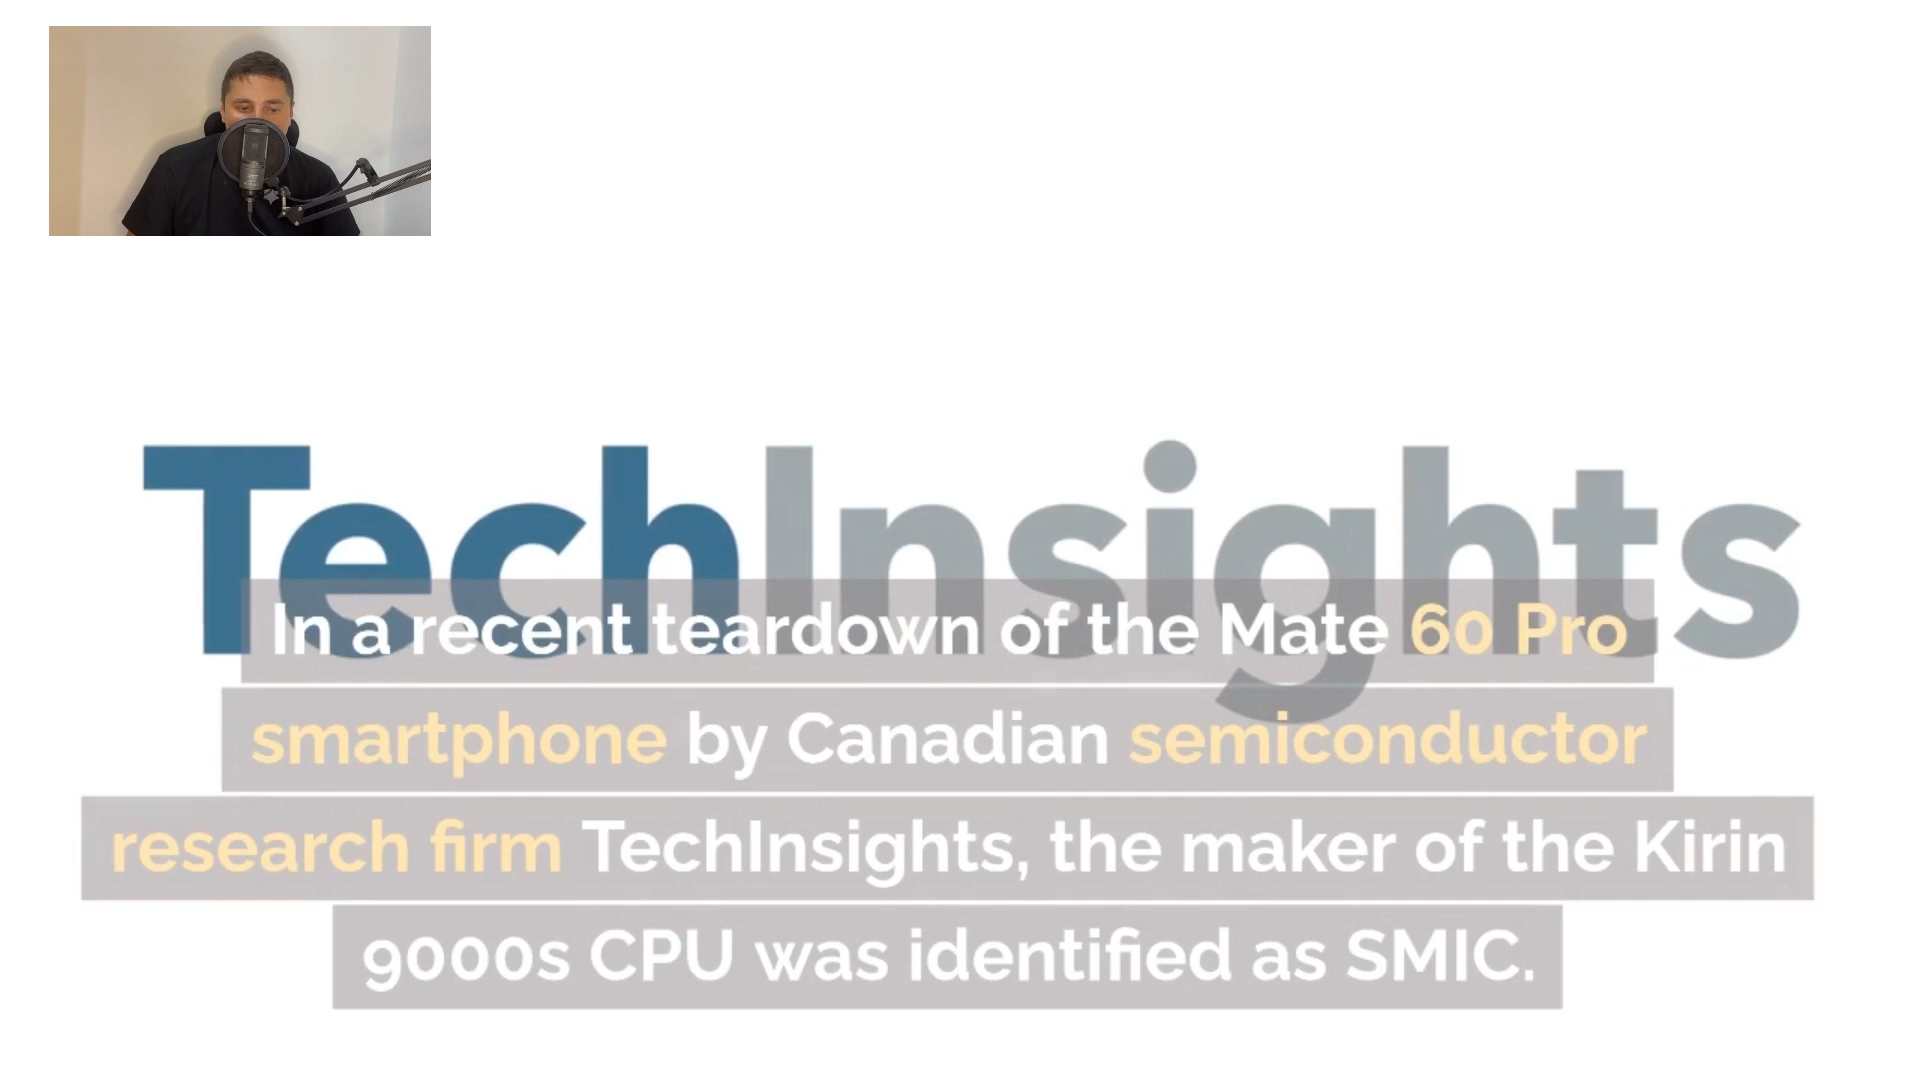 TechInsights
In a recent teardown of the Mate 60 Pro
smartphone by Canadian semiconductor
research firm TechInsights, the maker of the Kirin
9000s CPU was identified as SMIC.